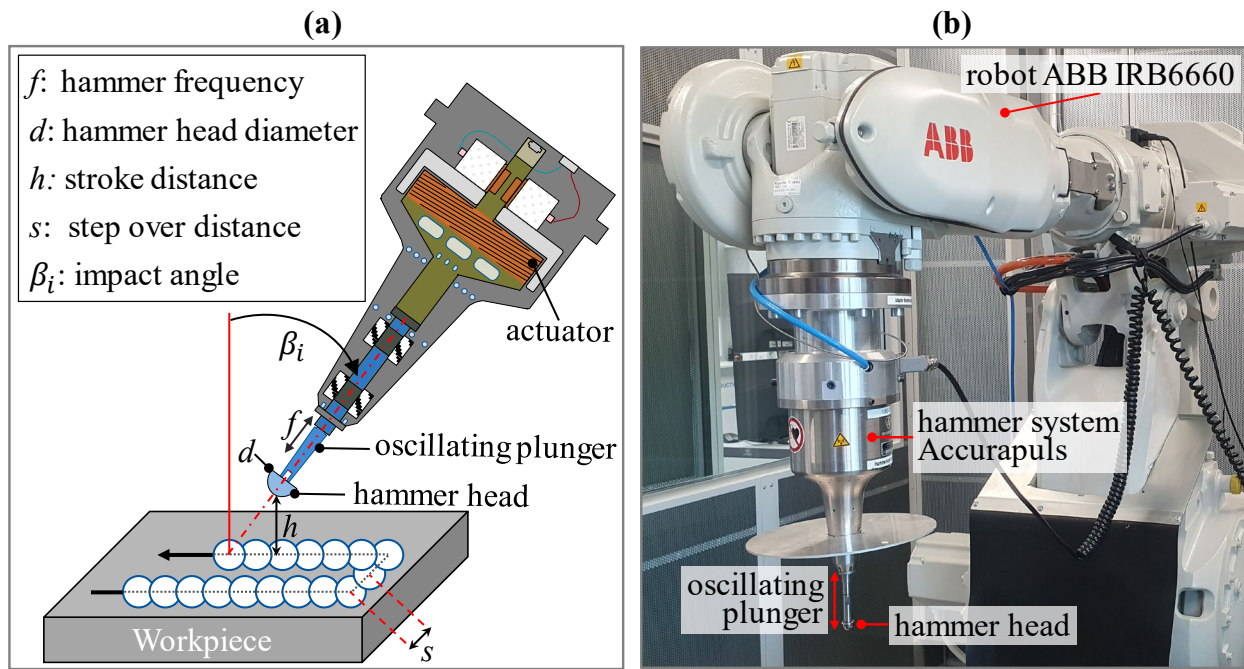 (a)
f: hammer frequency
d: hammer head diameter
h: stroke distance
s: step over distance
βi: impact angle
actuator
βi
f
oscillating plunger
d
hammer head
h
Workpiece
s
(b)
robot ABB IRB6660
ABB
hammer system
Accurapuls
oscillating
plunger
hammer head